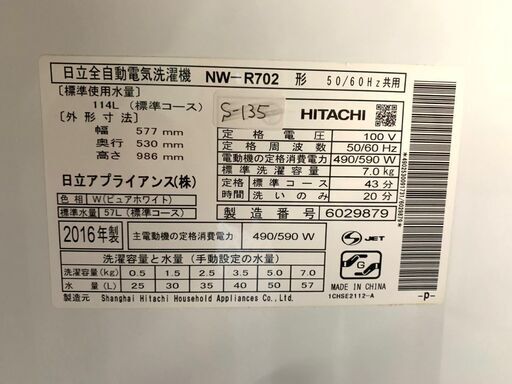 日立全自動電気洗濯機 NW-R702 形 50/60Hz共用
[標準使用水量]
114L (標準コース)
[外形寸法]
幅 577 mm
奥行 530 mm
高さ 986 mm
日立アプライアンス(株)
色相 W(ピュアホワイト)
標準水量 57L (標準コース)
S-135
HITACHI
定格電圧 100 V
定格周波数 50/60 Hz
電動機の定格消費電力 490/590 W
標準洗濯容量 7.0 kg
定格標準コース 43 分
時間 洗いのみ 20 分
製造番号 6029879
2016年製 主電動機の定格消費電力 490/590 W
JET
洗濯容量と水量 (手動設定の水量)
洗濯容量(kg) 0.5 1.5 2.5 3.5 5.0 7.0
水量(L) 25 30 35 40 50 57
製造元 Shanghai Hitachi Household Appliances Co., Ltd.
MADE IN CHINA
1CHSE2112-A
-p-